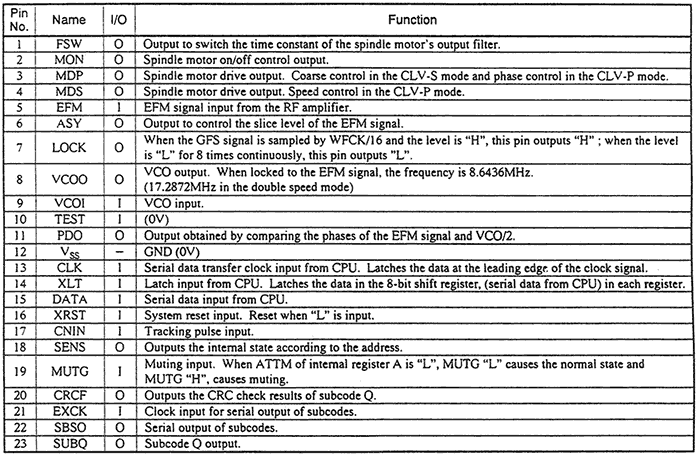 Pin No. Name I/O Function
1 FSW O Output to switch the time constant of the spindle motor's output filter.
2 MON O Spindle motor on/off control output.
3 MDP O Spindle motor drive output. Coarse control in the CLV-S mode and phase control in the CLV-P mode.
4 MDS O Spindle motor drive output. Speed control in the CLV-P mode.
5 EFM I EFM signal input from the RF amplifier.
6 ASY O Output to control the slice level of the EFM signal.
7 LOCK O When the GFS signal is sampled by WFCK/16 and the level is “H”, this pin outputs “H” ; when the level
is “L” for 8 times continuously, this pin outputs "L".
8 VCOO O VCO output. When locked to the EFM signal, the frequency is 8.6436MHz.
(17.2872MHz in the double speed mode)
9 VCOI I VCO input.
10 TEST I (0V)
11 PDO O Output obtained by comparing the phases of the EFM signal and VCO/2.
12 VSS – GND (0V)
13 CLK I Serial data transfer clock input from CPU. Latches the data at the leading edge of the clock signal.
14 XLT I Latch input from CPU. Latches the data in the 8-bit shift register, (serial data from CPU) in each register.
15 DATA I Serial data input from CPU.
16 XRST I System reset input. Reset when “L” is input.
17 CNIN I Tracking pulse input.
18 SENS O Outputs the internal state according to the address.
19 MUTG I Muting input. When ATTM of internal register A is “L”, MUTG “L” causes the normal state and
MUTG “H”, causes muting.
20 CRCF O Outputs the CRC check results of subcode Q.
21 EXCK I Clock input for serial output of subcodes.
22 SBSO O Serial output of subcodes.
23 SUBQ O Subcode Q output.